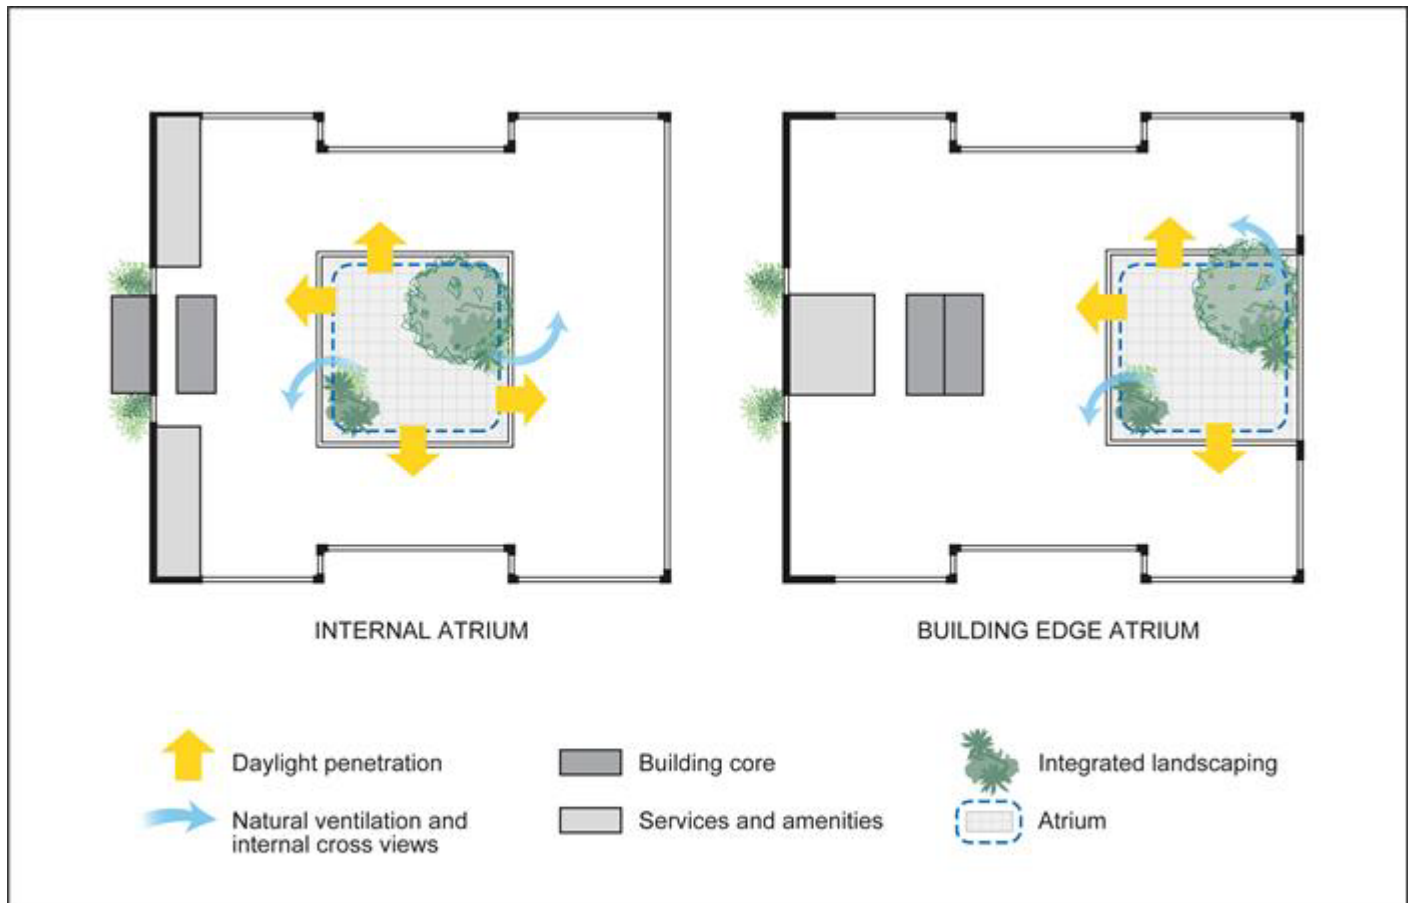 INTERNAL ATRIUM
BUILDING EDGE ATRIUM
Daylight penetration
Natural ventilation and
internal cross views
Building core
Services and amenities
Integrated landscaping
Atrium